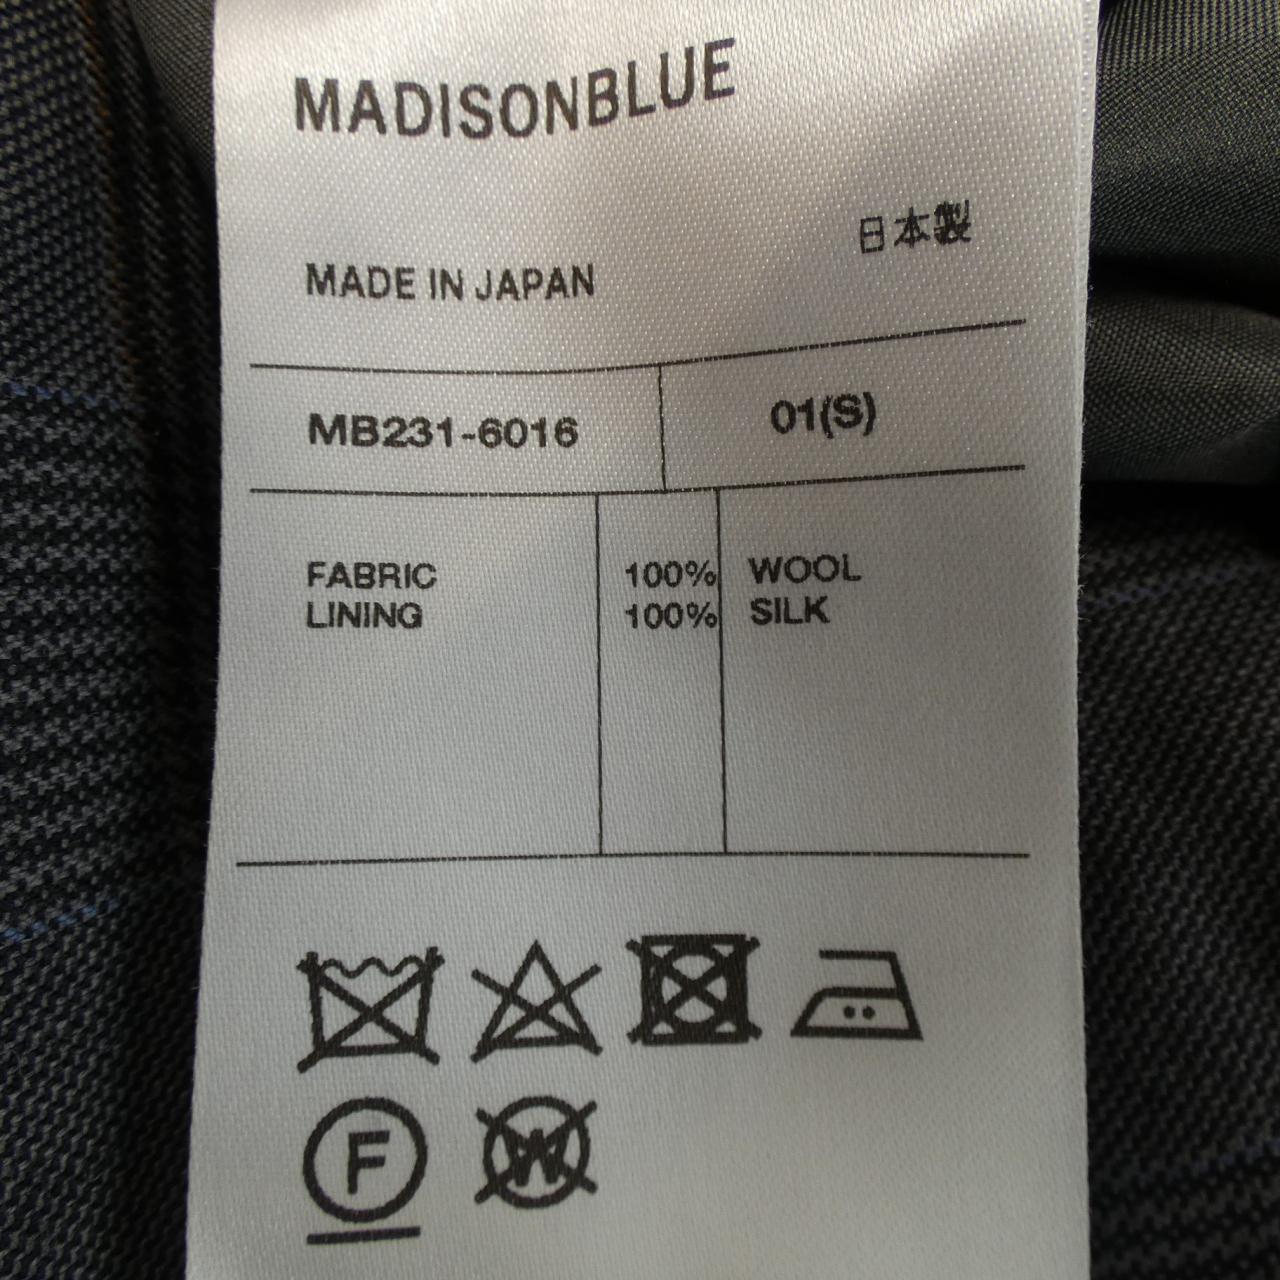 MADISONBLUE
日本製
MADE IN JAPAN
MB231-6016 01(S)
FABRIC 100% WOOL
LINING 100% SILK
F W